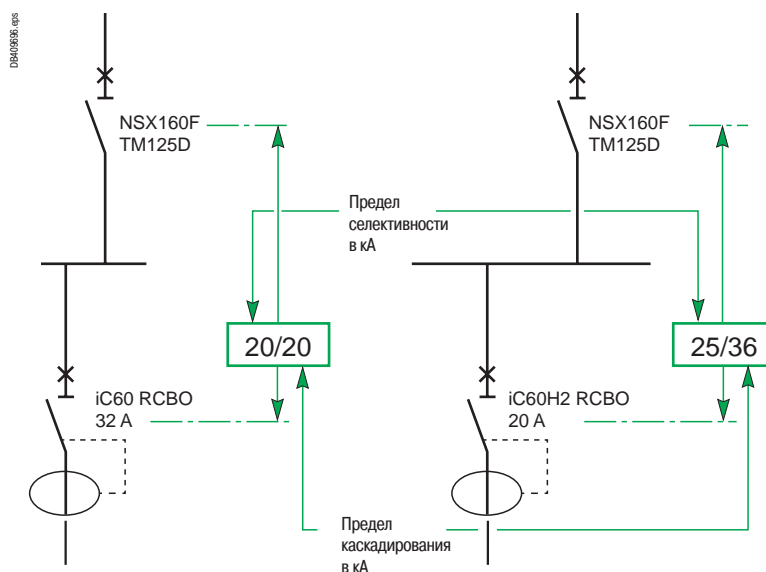 DB409696.eps
NSX160F
TM125D
NSX160F
TM125D
Предел
селективности
в кА
20/20
25/36
iC60 RCBO
32 A
iC60H2 RCBO
20 A
Предел
каскадирования
в кА